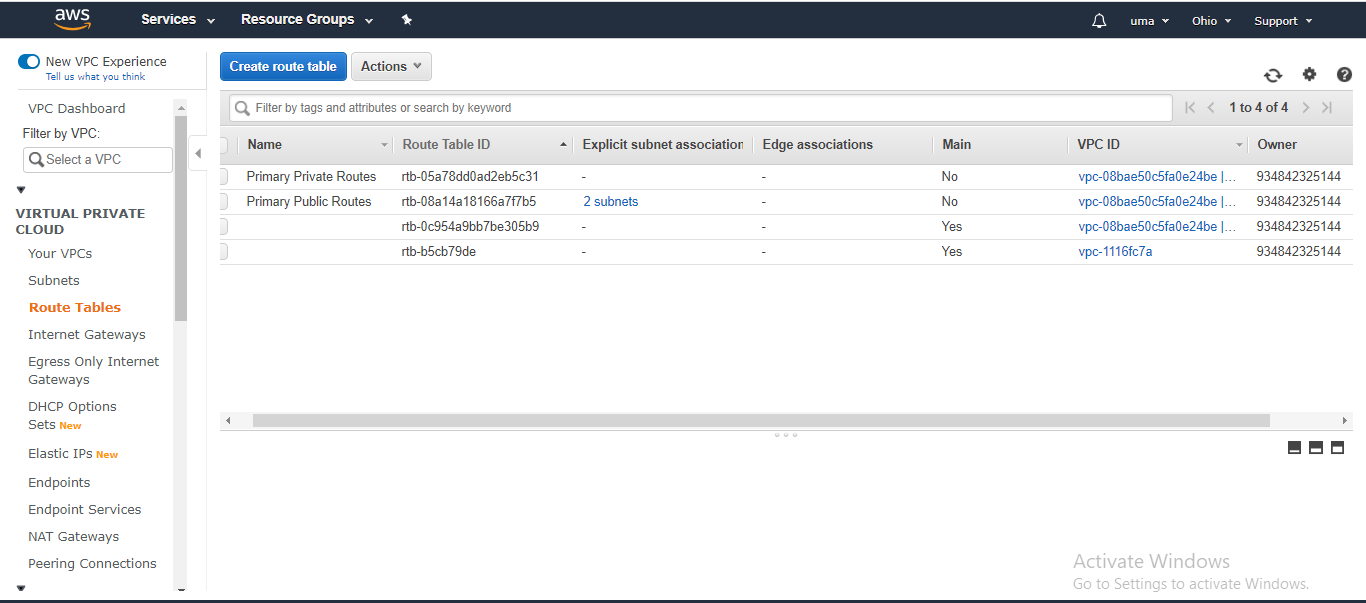 aws Services Resource Groups uma Ohio Support
New VPC Experience
Tell us what you think
VPC Dashboard
Filter by VPC:
Select a VPC
VIRTUAL PRIVATE
CLOUD
Your VPCs
Subnets
Route Tables
Internet Gateways
Egress Only Internet
Gateways
DHCP Options
Sets New
Elastic IPs New
Endpoints
Endpoint Services
NAT Gateways
Peering Connections
Create route table Actions
Filter by tags and attributes or search by keyword 1 to 4 of 4
Name Route Table ID Explicit subnet association Edge associations Main VPC ID Owner
Primary Private Routes rtb-05a78dd0ad2eb5c31 - - No vpc-08bae50c5fa0e24be |... 934842325144
Primary Public Routes rtb-08a14a18166a7f7b5 2 subnets - No vpc-08bae50c5fa0e24be |... 934842325144
rtb-0c954a9bb7be305b9 - - Yes vpc-08bae50c5fa0e24be |... 934842325144
rtb-b5cb79de - - Yes vpc-1116fc7a 934842325144
Activate Windows
Go to Settings to activate Windows.